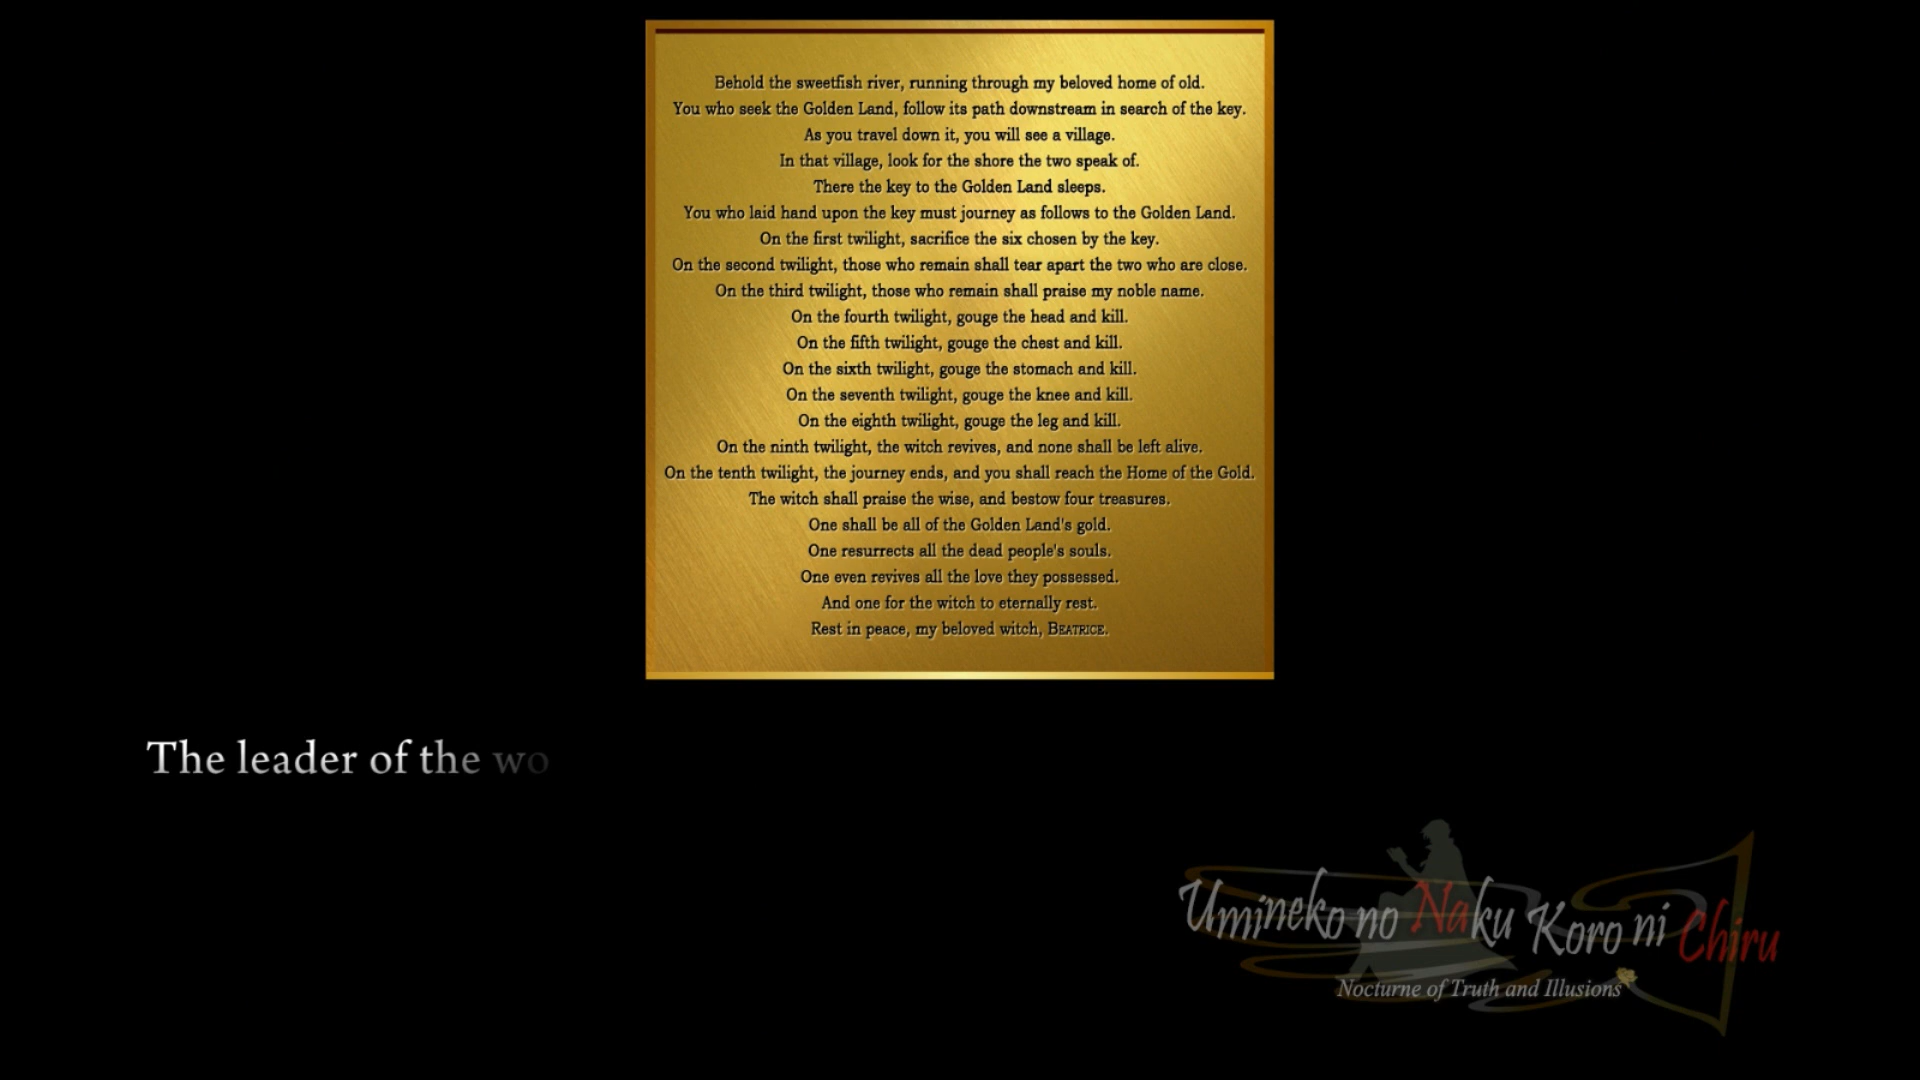 Behold the sweetfish river, running through my beloved home of old.
You who seek the Golden Land, follow its path downstream in search of the key.
As you travel down it, you will see a village.
In that village, look for the shore the two speak of.
There the key to the Golden Land sleeps.
You who laid hand upon the key must journey as follows to the Golden Land.
On the first twilight, sacrifice the six chosen by the key.
On the second twilight, those who remain shall tear apart the two who are close.
On the third twilight, those who remain shall praise my noble name.
On the fourth twilight, gouge the head and kill.
On the fifth twilight, gouge the chest and kill.
On the sixth twilight, gouge the stomach and kill.
On the seventh twilight, gouge the knee and kill.
On the eighth twilight, gouge the leg and kill.
On the ninth twilight, the witch revives, and none shall be left alive.
On the tenth twilight, the journey ends, and you shall reach the Home of the Gold.
The witch shall praise the wise, and bestow four treasures.
One shall be all of the Golden Land's gold.
One resurrects all the dead people's souls.
One even revives all the love they possessed.
And one for the witch to eternally rest.
Rest in peace, my beloved witch, BEATRICE.
The leader of the wo
Umineko no Naku Koro ni Chiru
Nocturne of Truth and Illusions